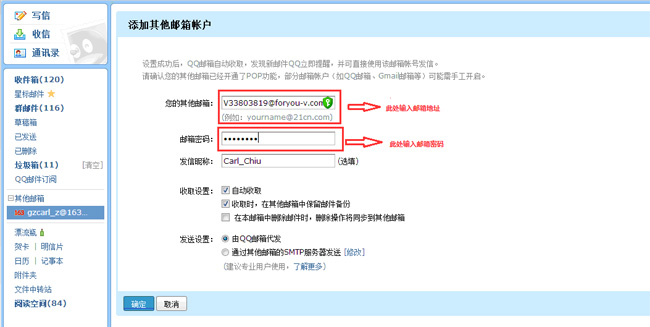 写信
收信
通讯录
收件箱(120)
星标邮件
群邮件(116)
草稿箱
已发送
已删除
垃圾箱(11) [清空]
QQ邮件订阅
其他邮箱
163 gzcarl_z@163...
漂流瓶
贺卡 | 明信片
日历 | 记事本
附件夹
文件中转站
阅读空间(84)
添加其他邮箱帐户
设置成功后，QQ邮箱自动收取，发现新邮件QQ立即提醒，并可直接使用该邮箱帐号发信。
请确认您的其他邮箱已经开通了POP功能，部分邮箱帐户（如QQ邮箱、Gmail邮箱等）可能需手工开启。
您的其他邮箱: V33803819@foryou-v.com 此处输入邮箱地址
(例如: yourname@21cn.com)
邮箱密码: •••••••• 此处输入邮箱密码
发信昵称: Carl_Chiu (选填)
收取设置: 自动收取
收取时，在其他邮箱中保留邮件备份
在本邮箱中删除邮件时，删除操作将同步到其他邮箱
发送设置: 由QQ邮箱代发
通过其他邮箱的SMTP服务器发送 [修改]
(建议专业用户使用，了解更多)
确定 取消